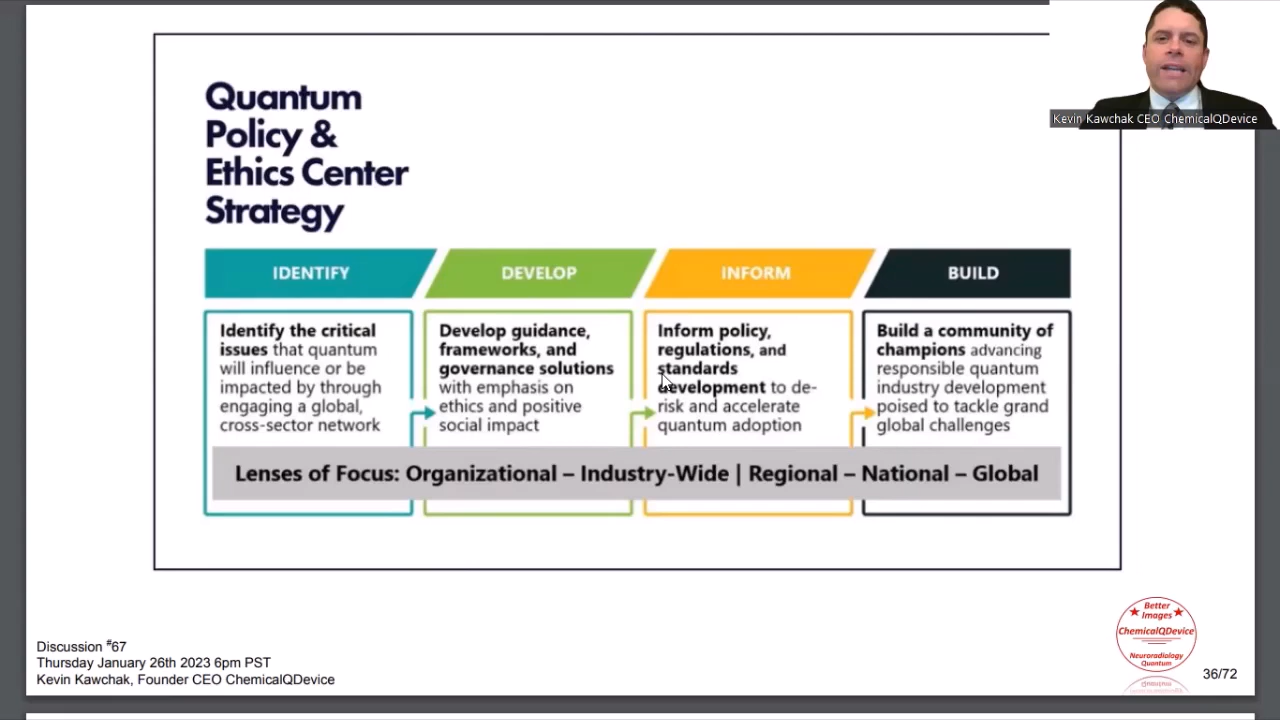 Kevin Kawchak CEO ChemicalQDevice
Quantum
Policy &
Ethics Center
Strategy
IDENTIFY
DEVELOP
INFORM
BUILD
Identify the critical
issues that quantum
will influence or be
impacted by through
engaging a global,
cross-sector network
Develop guidance,
frameworks, and
governance solutions
with emphasis on
ethics and positive
social impact
Inform policy,
regulations, and
standards
development to de-
risk and accelerate
quantum adoption
Build a community of
champions advancing
responsible quantum
industry development
poised to tackle grand
global challenges
Lenses of Focus: Organizational – Industry-Wide | Regional – National – Global
Better
Images
ChemicalQDevice
Neuroradiology
Quantum
Discussion #67
Thursday January 26th 2023 6pm PST
Kevin Kawchak, Founder CEO ChemicalQDevice
36/72